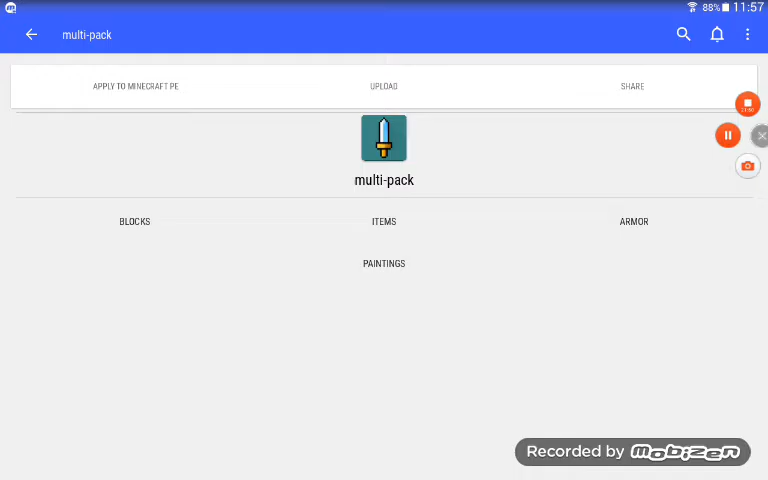 88% 11:57
multi-pack
APPLY TO MINECRAFT PE UPLOAD SHARE
multi-pack
BLOCKS ITEMS ARMOR
PAINTINGS
Recorded by mobizen